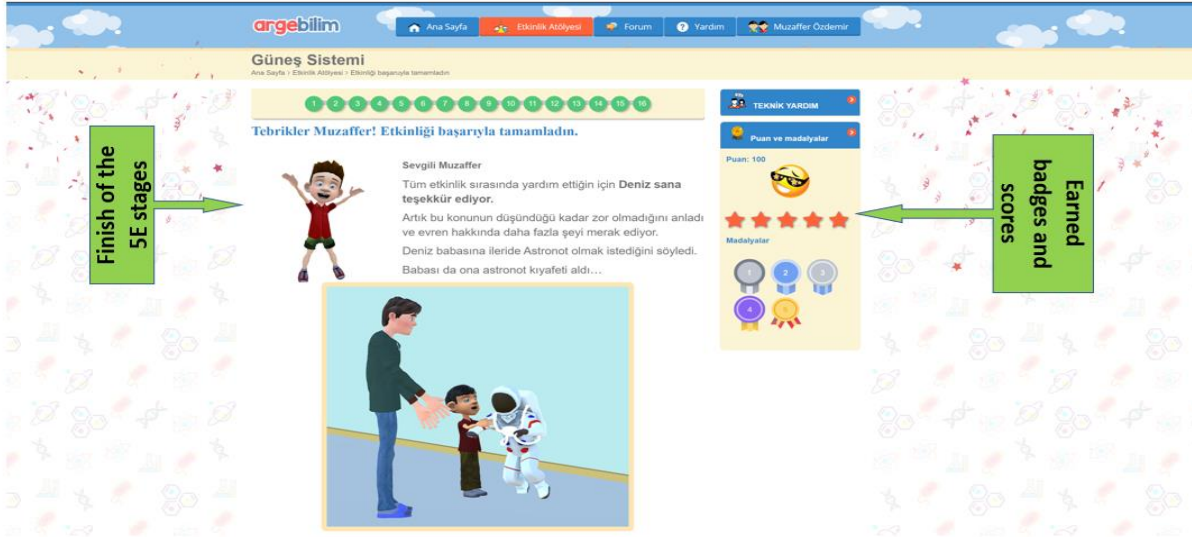 argebilim
Ana Sayfa
Etkinlik Atölyesi
Forum
Yardım
Muzaffer Özdemir
Güneş Sistemi
Ana Sayfa > Etkinlik Atölyesi > Etkinliği başarıyla tamamladın
1 2 3 4 5 6 7 8 9 10 11 12 13 14 15 16
Tebrikler Muzaffer! Etkinliği başarıyla tamamladın.
Sevgili Muzaffer
Tüm etkinlik sırasında yardım ettiğin için Deniz sana
teşekkür ediyor.
Artık bu konunun düşündüğü kadar zor olmadığını anladı
ve evren hakkında daha fazla şeyi merak ediyor.
Deniz babasına ileride Astronot olmak istediğini söyledi.
Babası da ona astronot kıyafeti aldı...
TEKNİK YARDIM
Puan ve madalyalar
Puan: 100
Madalyalar
1 2 3
4 5
Finish of the
5E stages
Earned
badges and
scores